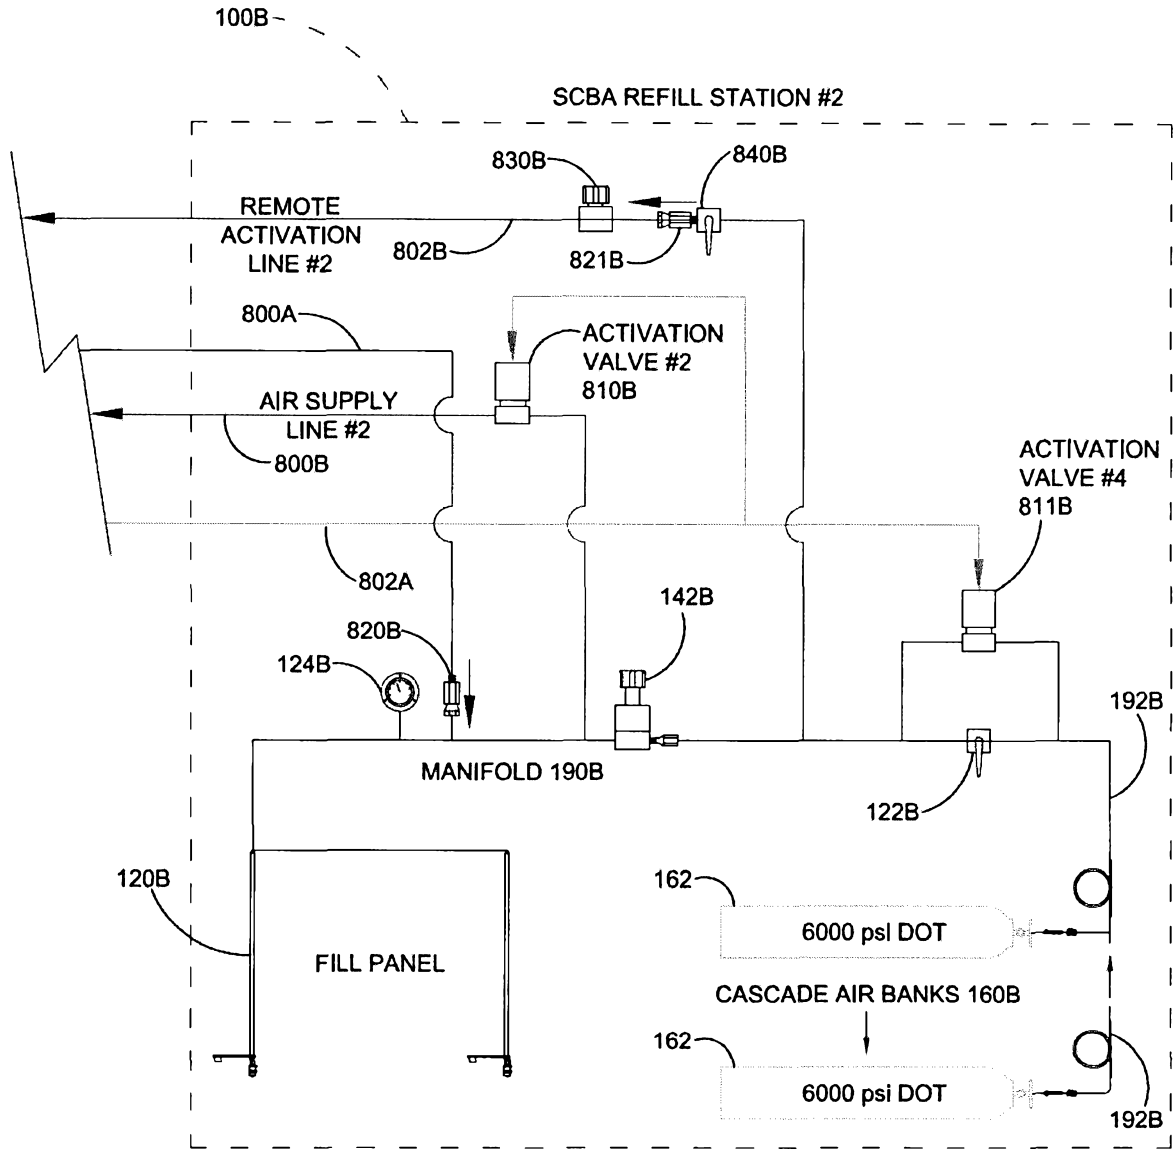 100B
SCBA REFILL STATION #2
830B
840B
REMOTE
ACTIVATION
LINE #2
802B
821B
800A
ACTIVATION
VALVE #2
810B
AIR SUPPLY
LINE #2
800B
ACTIVATION
VALVE #4
811B
802A
142B
820B
124B
192B
MANIFOLD 190B
122B
120B
162
6000 psi DOT
FILL PANEL
CASCADE AIR BANKS 160B
162
6000 psi DOT
192B